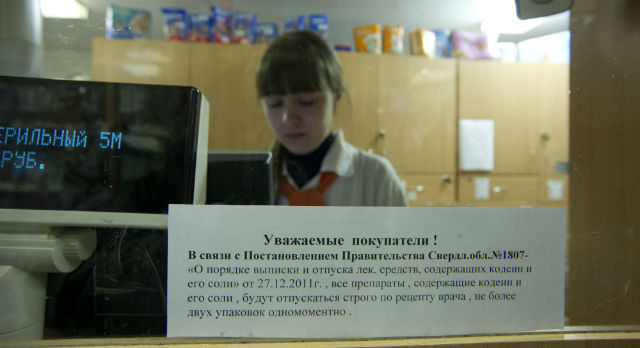 ЕРИЛЬНЫЙ 5М
РУБ.
Уважаемые покупатели !
В связи с Постановлением Правительства Свердл.обл.№1807-
«О порядке выписки и отпуска лек. средств, содержащих кодеин и
его соли» от 27.12.2011г. , все препараты , содержащие кодеин и
его соли , будут отпускаться строго по рецепту врача , не более
двух упаковок одномоментно .